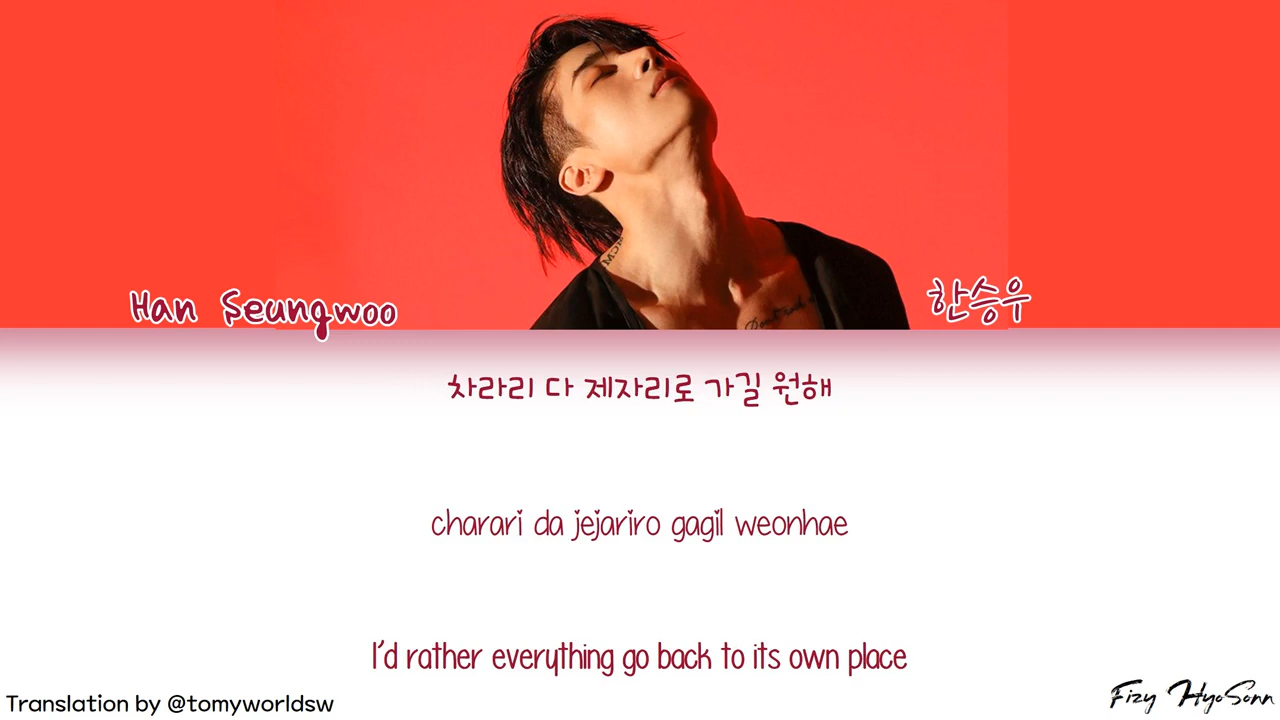 Han Seungwoo
한승우
차라리 다 제자리로 가길 원해
charari da jejariro gagil weonhae
I'd rather everything go back to its own place
Translation by @tomyworldsw
Fizy HyoSonn